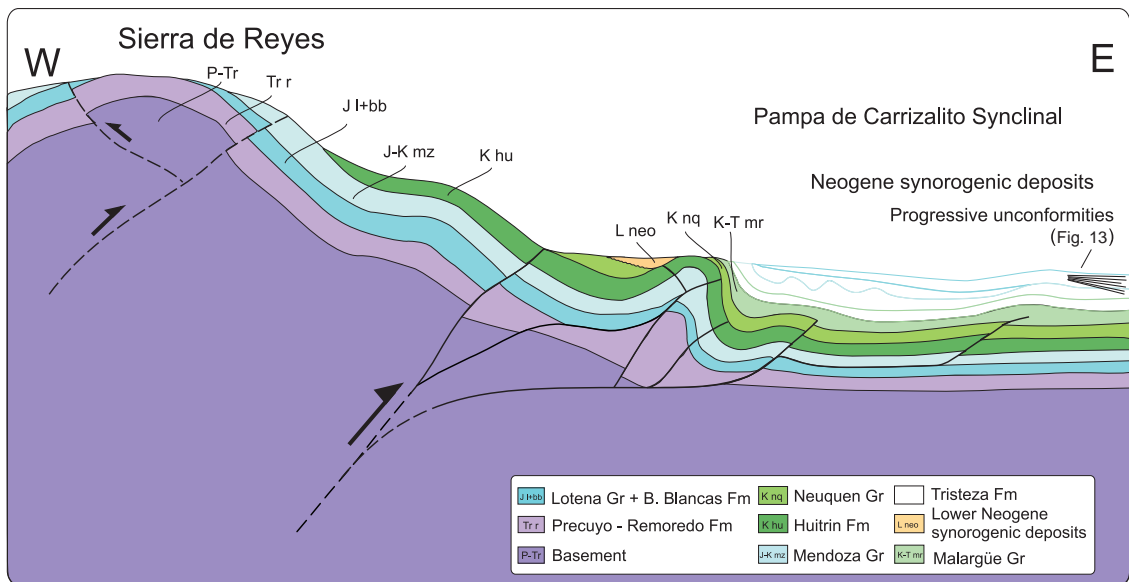 Sierra de Reyes
W
E
P-Tr
Tr r
J l+bb
J-K mz
K hu
L neo
K nq
K-T mr
Pampa de Carrizalito Synclinal
Neogene synorogenic deposits
Progressive unconformities
(Fig. 13)
J l+bb Lotena Gr + B. Blancas Fm
Tr r Precuyo - Remoredo Fm
P-Tr Basement
K nq Neuquen Gr
K hu Huitrin Fm
J-K mz Mendoza Gr
Tristeza Fm
L neo Lower Neogene
synorogenic deposits
K-T mr Malargüe Gr